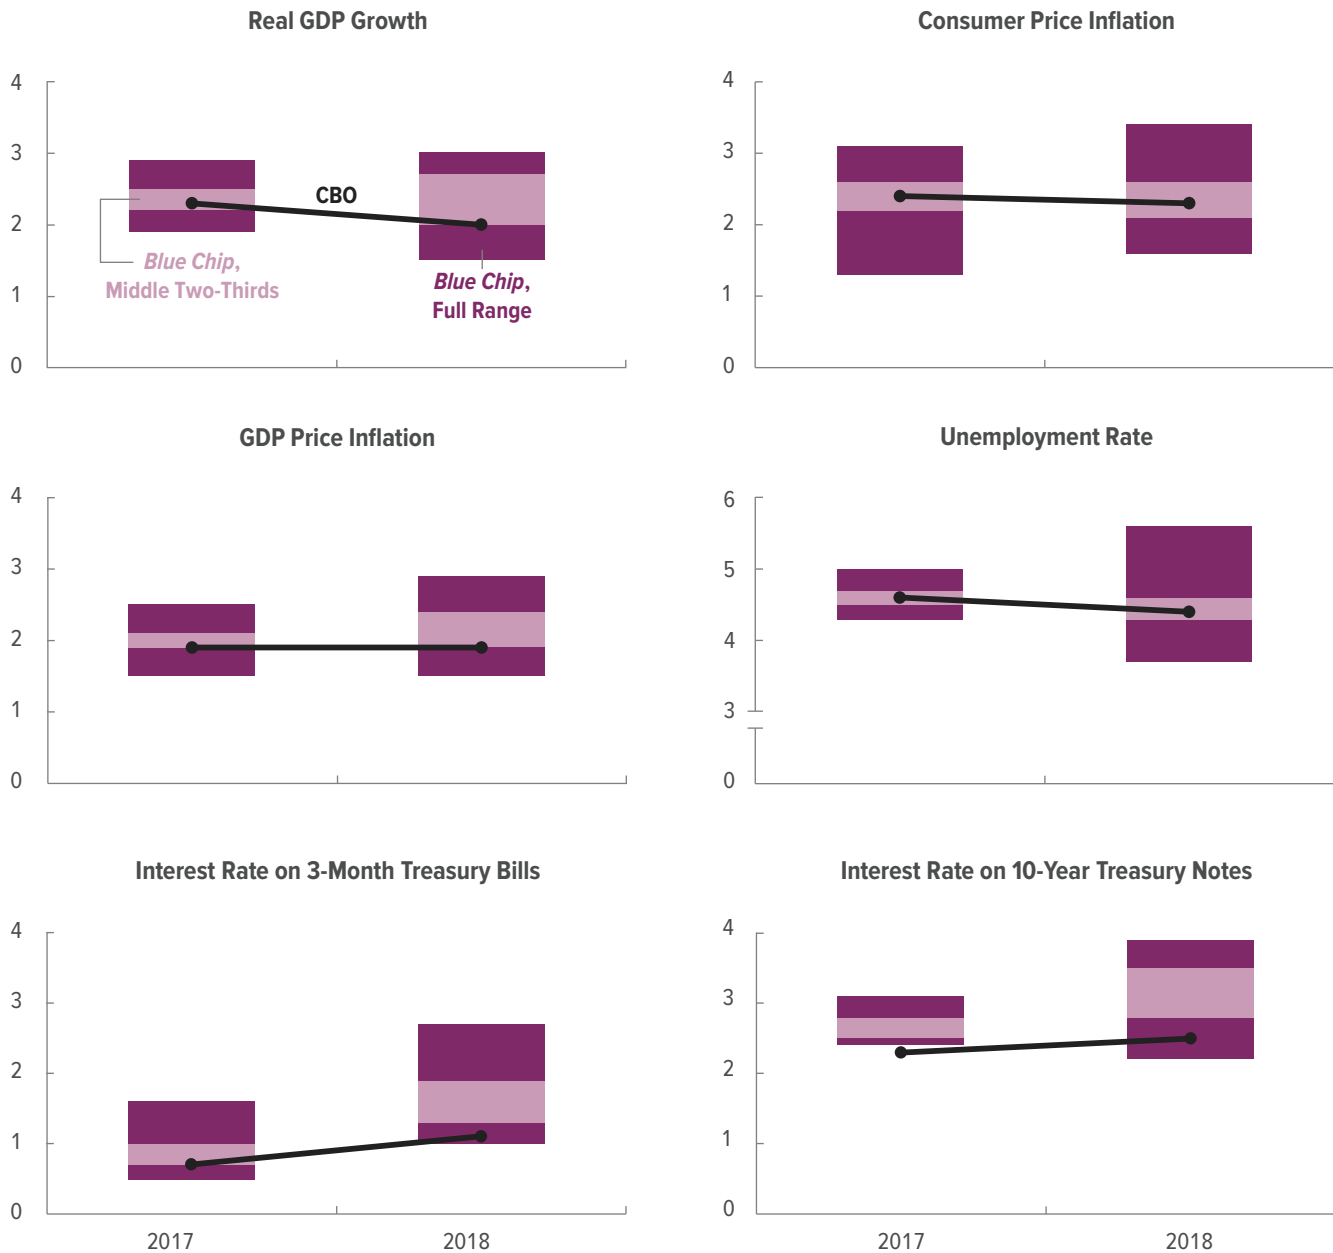 Real GDP Growth
4
3
2
1
0
CBO
Blue Chip,
Middle Two-Thirds
Blue Chip,
Full Range
Consumer Price Inflation
4
3
2
1
0
GDP Price Inflation
4
3
2
1
0
Unemployment Rate
6
5
4
3
0
Interest Rate on 3-Month Treasury Bills
4
3
2
1
0
2017 2018
Interest Rate on 10-Year Treasury Notes
4
3
2
1
0
2017 2018